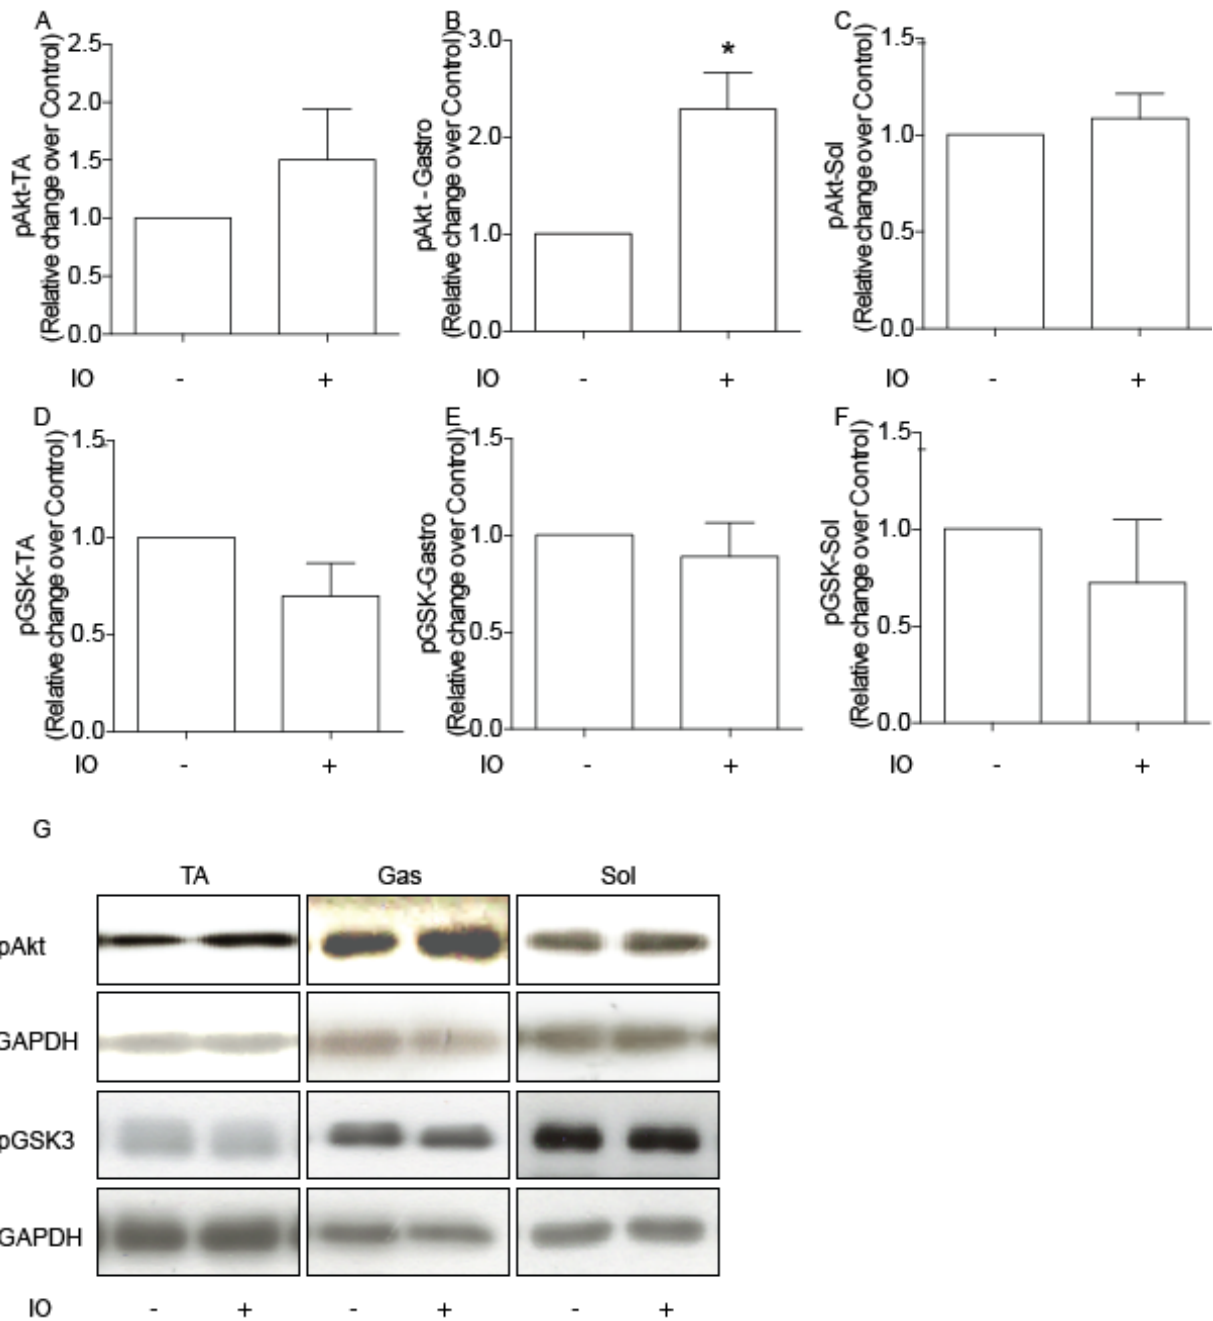 A
pAkt-TA
(Relative change over Control)
2.5
2.0
1.5
1.0
0.5
0.0
IO - +
B
pAkt - Gastro
(Relative change over Control)
3.0
2.0
1.0
0.0
*
IO - +
C
pAkt-Sol
(Relative change over Control)
1.5
1.0
0.5
0.0
IO - +
D
pGSK-TA
(Relative change over Control)
1.5
1.0
0.5
0.0
IO - +
E
pGSK-Gastro
(Relative change over Control)
1.5
1.0
0.5
0.0
IO - +
F
pGSK-Sol
(Relative change over Control)
1.5
1.0
0.5
0.0
IO - +
G
TA Gas Sol
pAkt
GAPDH
pGSK3
GAPDH
IO - + - + - +